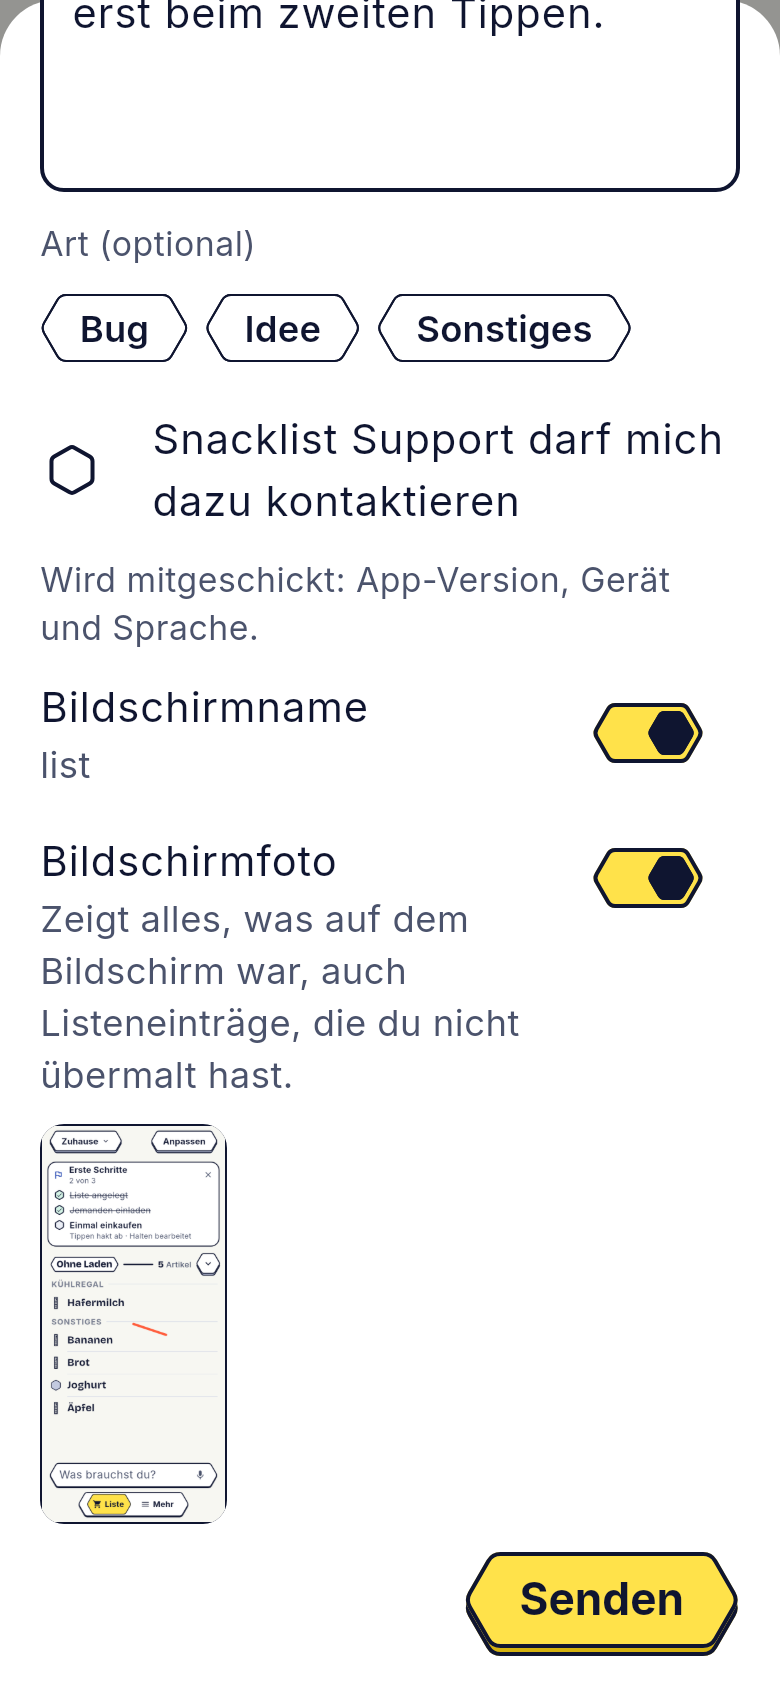 erst beim zweiten Tippen.
Art (optional)
Bug Idee Sonstiges
Snacklist Support darf mich
dazu kontaktieren
Wird mitgeschickt: App-Version, Gerät
und Sprache.
Bildschirmname
list
Bildschirmfoto
Zeigt alles, was auf dem
Bildschirm war, auch
Listeneinträge, die du nicht
übermalt hast.
Zuhause Anpassen
Erste Schritte
2 von 3
Liste angelegt
Jemanden einladen
Einmal einkaufen
Tippen hakt ab · Halten bearbeitet
Ohne Laden 5 Artikel
KÜHLREGAL
Hafermilch
SONSTIGES
Bananen
Brot
Joghurt
Äpfel
Was brauchst du?
Liste Mehr
Senden